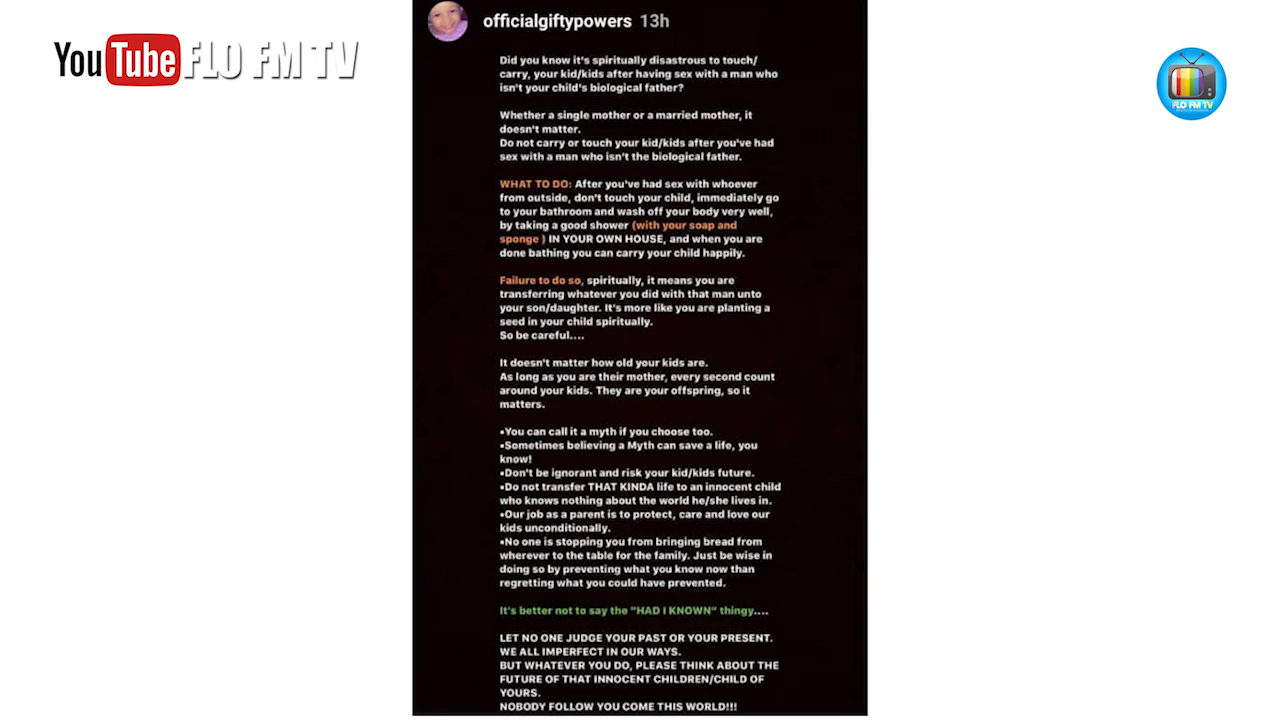 YouTube FLO FM TV
officialgiftypowers 13h
FLO FM TV
Did you know it's spiritually disastrous to touch/
carry, your kid/kids after having sex with a man who
isn't your child's biological father?
Whether a single mother or a married mother, it
doesn't matter.
Do not carry or touch your kid/kids after you've had
sex with a man who isn't the biological father.
WHAT TO DO: After you've had sex with whoever
from outside, don't touch your child, immediately go
to your bathroom and wash off your body very well,
by taking a good shower (with your soap and
sponge ) IN YOUR OWN HOUSE, and when you are
done bathing you can carry your child happily.
Failure to do so, spiritually, it means you are
transferring whatever you did with that man unto
your son/daughter. It's more like you are planting a
seed in your child spiritually.
So be careful....
It doesn't matter how old your kids are.
As long as you are their mother, every second count
around your kids. They are your offspring, so it
matters.
•You can call it a myth if you choose too.
•Sometimes believing a Myth can save a life, you
know!
•Don't be ignorant and risk your kid/kids future.
•Do not transfer THAT KINDA life to an innocent child
who knows nothing about the world he/she lives in.
•Our job as a parent is to protect, care and love our
kids unconditionally.
•No one is stopping you from bringing bread from
wherever to the table for the family. Just be wise in
doing so by preventing what you know now than
regretting what you could have prevented.
It's better not to say the "HAD I KNOWN" thingy....
LET NO ONE JUDGE YOUR PAST OR YOUR PRESENT.
WE ALL IMPERFECT IN OUR WAYS.
BUT WHATEVER YOU DO, PLEASE THINK ABOUT THE
FUTURE OF THAT INNOCENT CHILDREN/CHILD OF
YOURS.
NOBODY FOLLOW YOU COME THIS WORLD!!!